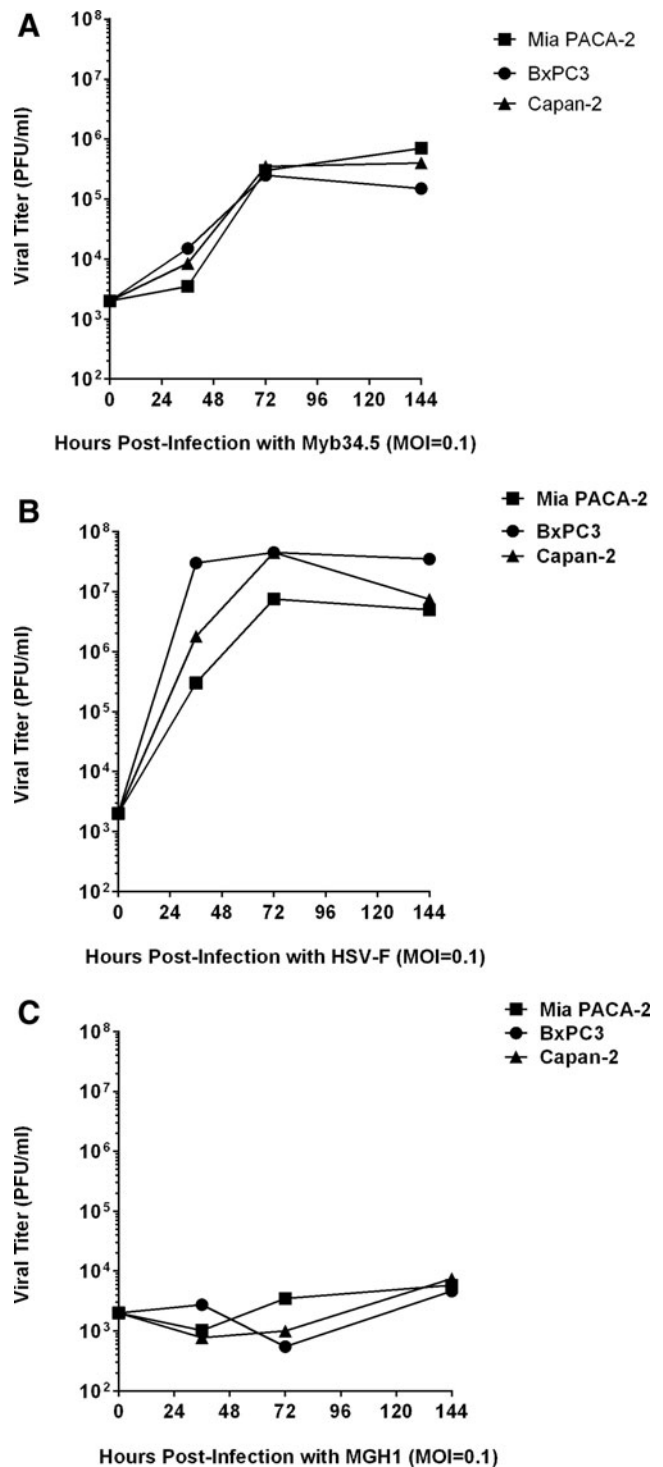 A
Mia PACA-2
BxPC3
Capan-2
Viral Titer (PFU/ml)
10⁸
10⁷
10⁶
10⁵
10⁴
10³
10²
0 24 48 72 96 120 144
Hours Post-Infection with Myb34.5 (MOI=0.1)
B
Mia PACA-2
BxPC3
Capan-2
Viral Titer (PFU/ml)
10⁸
10⁷
10⁶
10⁵
10⁴
10³
10²
0 24 48 72 96 120 144
Hours Post-Infection with HSV-F (MOI=0.1)
C
Mia PACA-2
BxPC3
Capan-2
Viral Titer (PFU/ml)
10⁸
10⁷
10⁶
10⁵
10⁴
10³
10²
0 24 48 72 96 120 144
Hours Post-Infection with MGH1 (MOI=0.1)